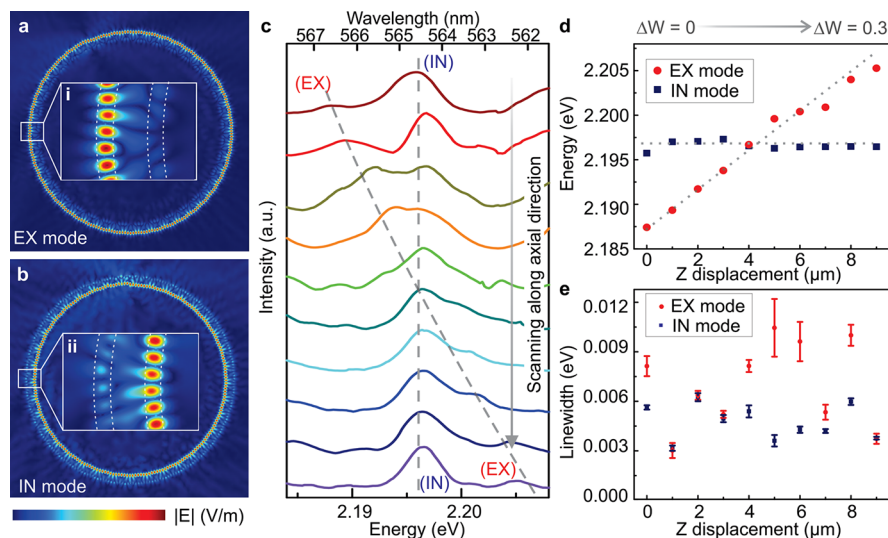 a
i
EX mode
b
ii
IN mode
|E| (V/m)
c
Wavelength (nm)
567 566 565 564 563 562
(EX)
(IN)
Scanning along axial direction
Intensity (a.u.)
(EX)
(IN)
2.19 2.20
Energy (eV)
d
ΔW = 0
ΔW = 0.3
EX mode
IN mode
2.205
2.200
2.195
2.190
2.185
Energy (eV)
0 2 4 6 8
Z displacement (μm)
e
EX mode
IN mode
0.012
0.009
0.006
0.003
0.000
Linewidth (eV)
0 2 4 6 8
Z displacement (μm)